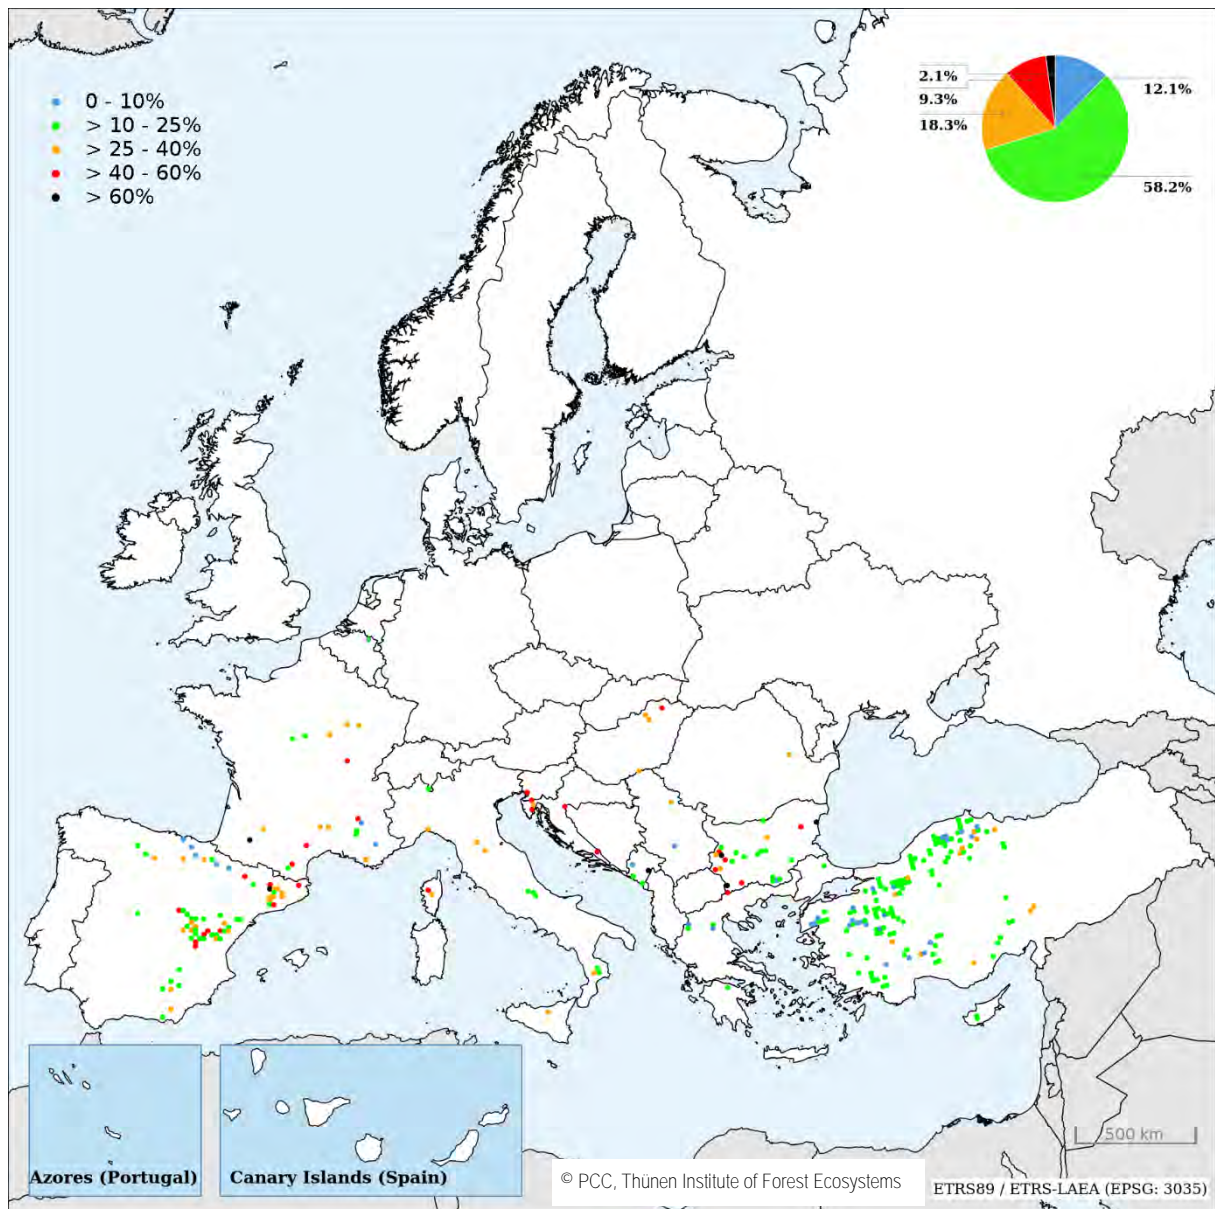 0 - 10%
> 10 - 25%
> 25 - 40%
> 40 - 60%
> 60%
2.1%
9.3%
18.3%
12.1%
58.2%
500 km
Azores (Portugal)
Canary Islands (Spain)
© PCC, Thünen Institute of Forest Ecosystems
ETRS89 / ETRS-LAEA (EPSG: 3035)